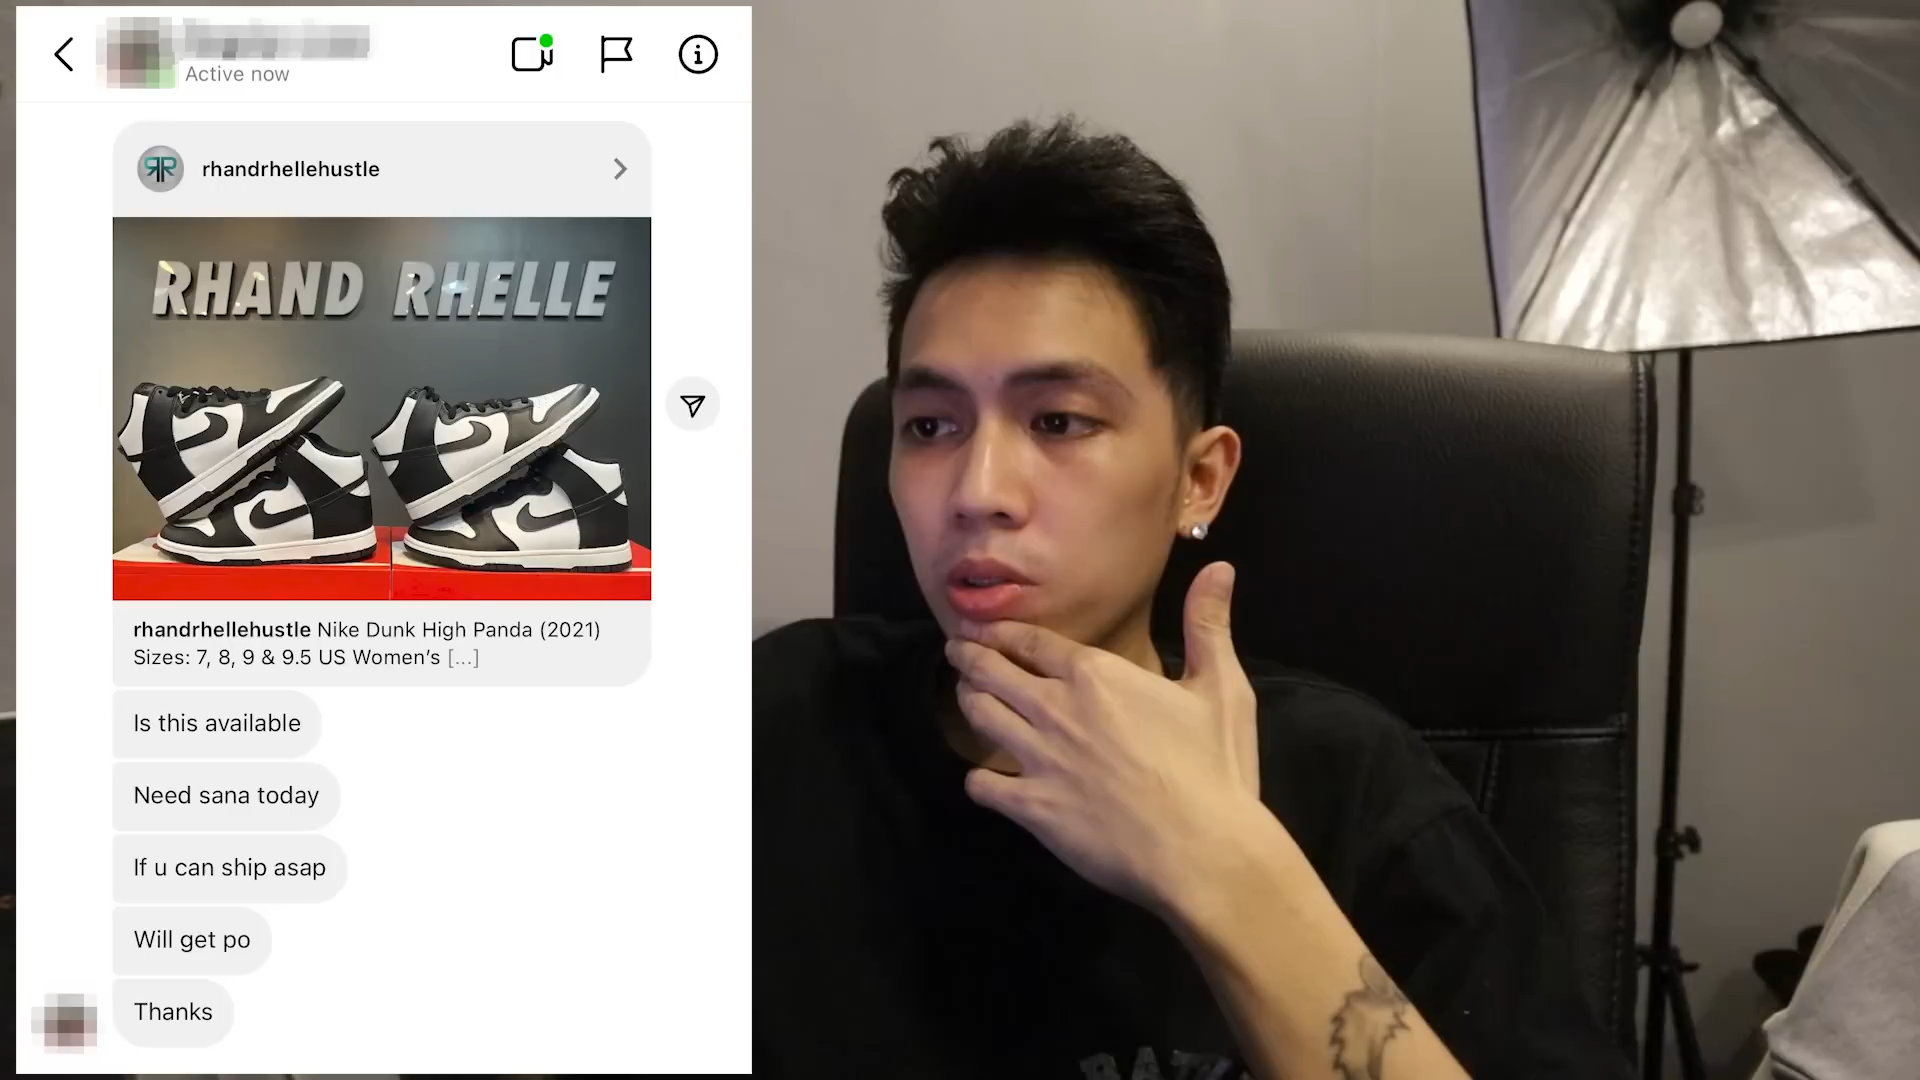 Active now
rhandrhellehustle
RHAND RHELLE
rhandrhellehustle Nike Dunk High Panda (2021)
Sizes: 7, 8, 9 & 9.5 US Women's [...]
Is this available
Need sana today
If u can ship asap
Will get po
Thanks